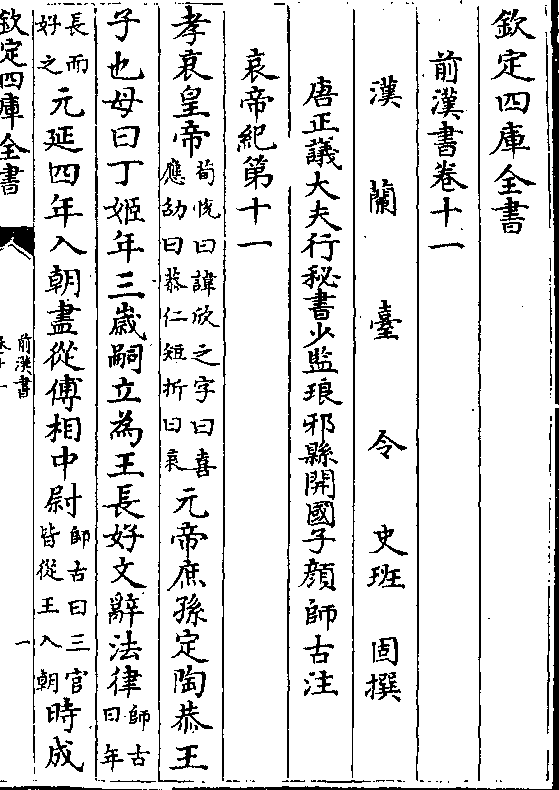 欽定四庫全書
前漢書卷十一
漢蘭臺令史班固撰
唐正議大夫行秘書少監琅邪縣開國子顔師古注
哀帝紀第十一
孝哀皇帝荀恱曰諱欣之字曰喜應劭曰恭仁短折曰哀元帝庶孫定陶恭王
子也母曰丁姬年三歲嗣立為王長好文辭法律師古曰年
長而好之元延四年入朝盡從傅相中尉師古曰三官皆從王入朝時成
欽定四庫全書
前漢書
卷十一
一